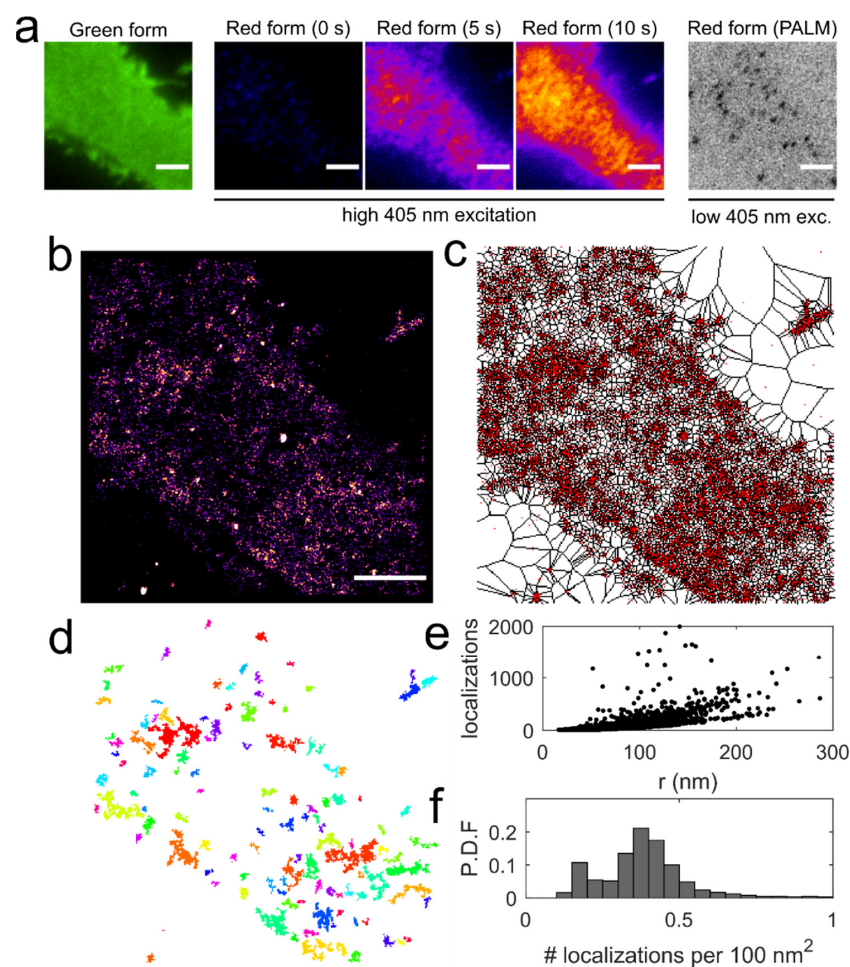 a
Green form
Red form (0 s)
Red form (5 s)
Red form (10 s)
Red form (PALM)
high 405 nm excitation
low 405 nm exc.
b
c
d
e
2000
1000
0
localizations
0
100
200
300
r (nm)
f
0.2
0.1
0
P.D.F
0
0.5
1
# localizations per 100 nm²